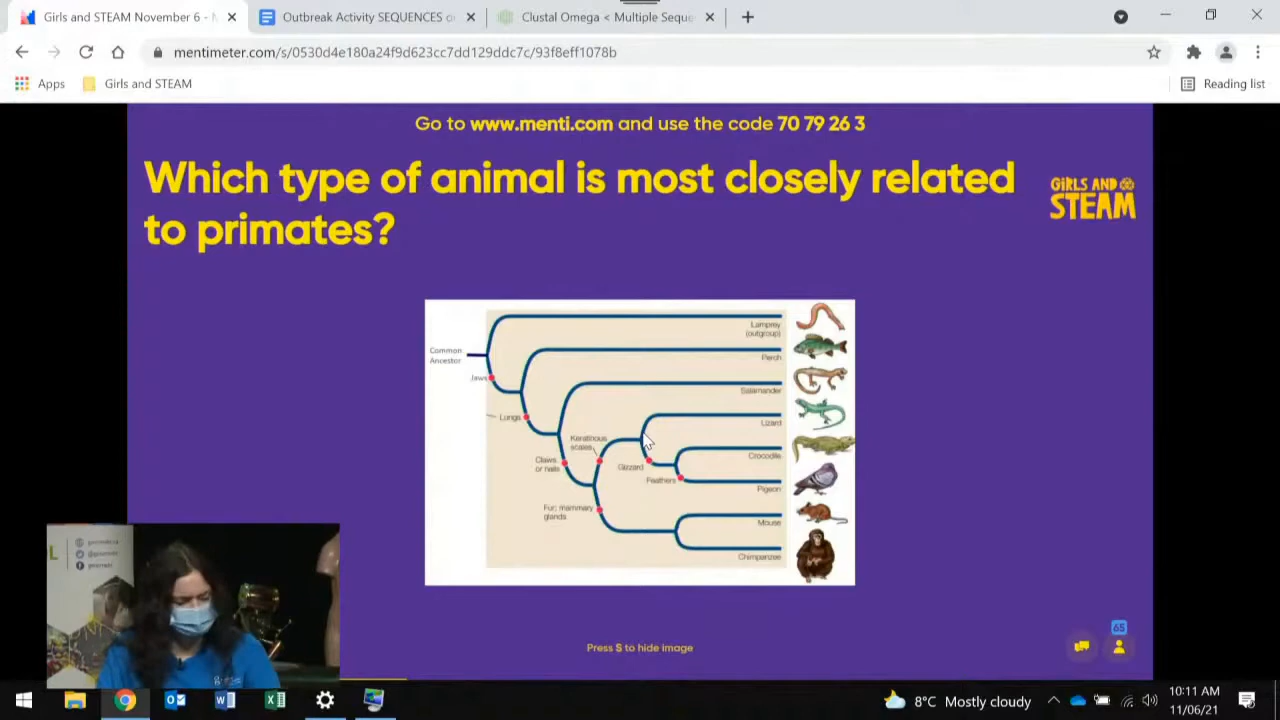 Girls and STEAM November 6 -
Outbreak Activity SEQUENCES
Clustal Omega < Multiple Seque
mentimeter.com/s/0530d4e180a24f9d623cc7dd129ddc7c/93f8eff1078b
Apps
Girls and STEAM
Reading list
Go to www.menti.com and use the code 70 79 26 3
Which type of animal is most closely related
to primates?
GIRLS AND
STEAM
Lamprey
(outgroup)
Common
Ancestor
Perch
Jaws
Salamander
Lungs
Lizard
Keratinous
scales
Crocodile
Claws
or nails
Gizzard
Feathers
Pigeon
Fur; mammary
glands
Mouse
Chimpanzee
65
Press S to hide image
8°C Mostly cloudy
10:11 AM
11/06/21